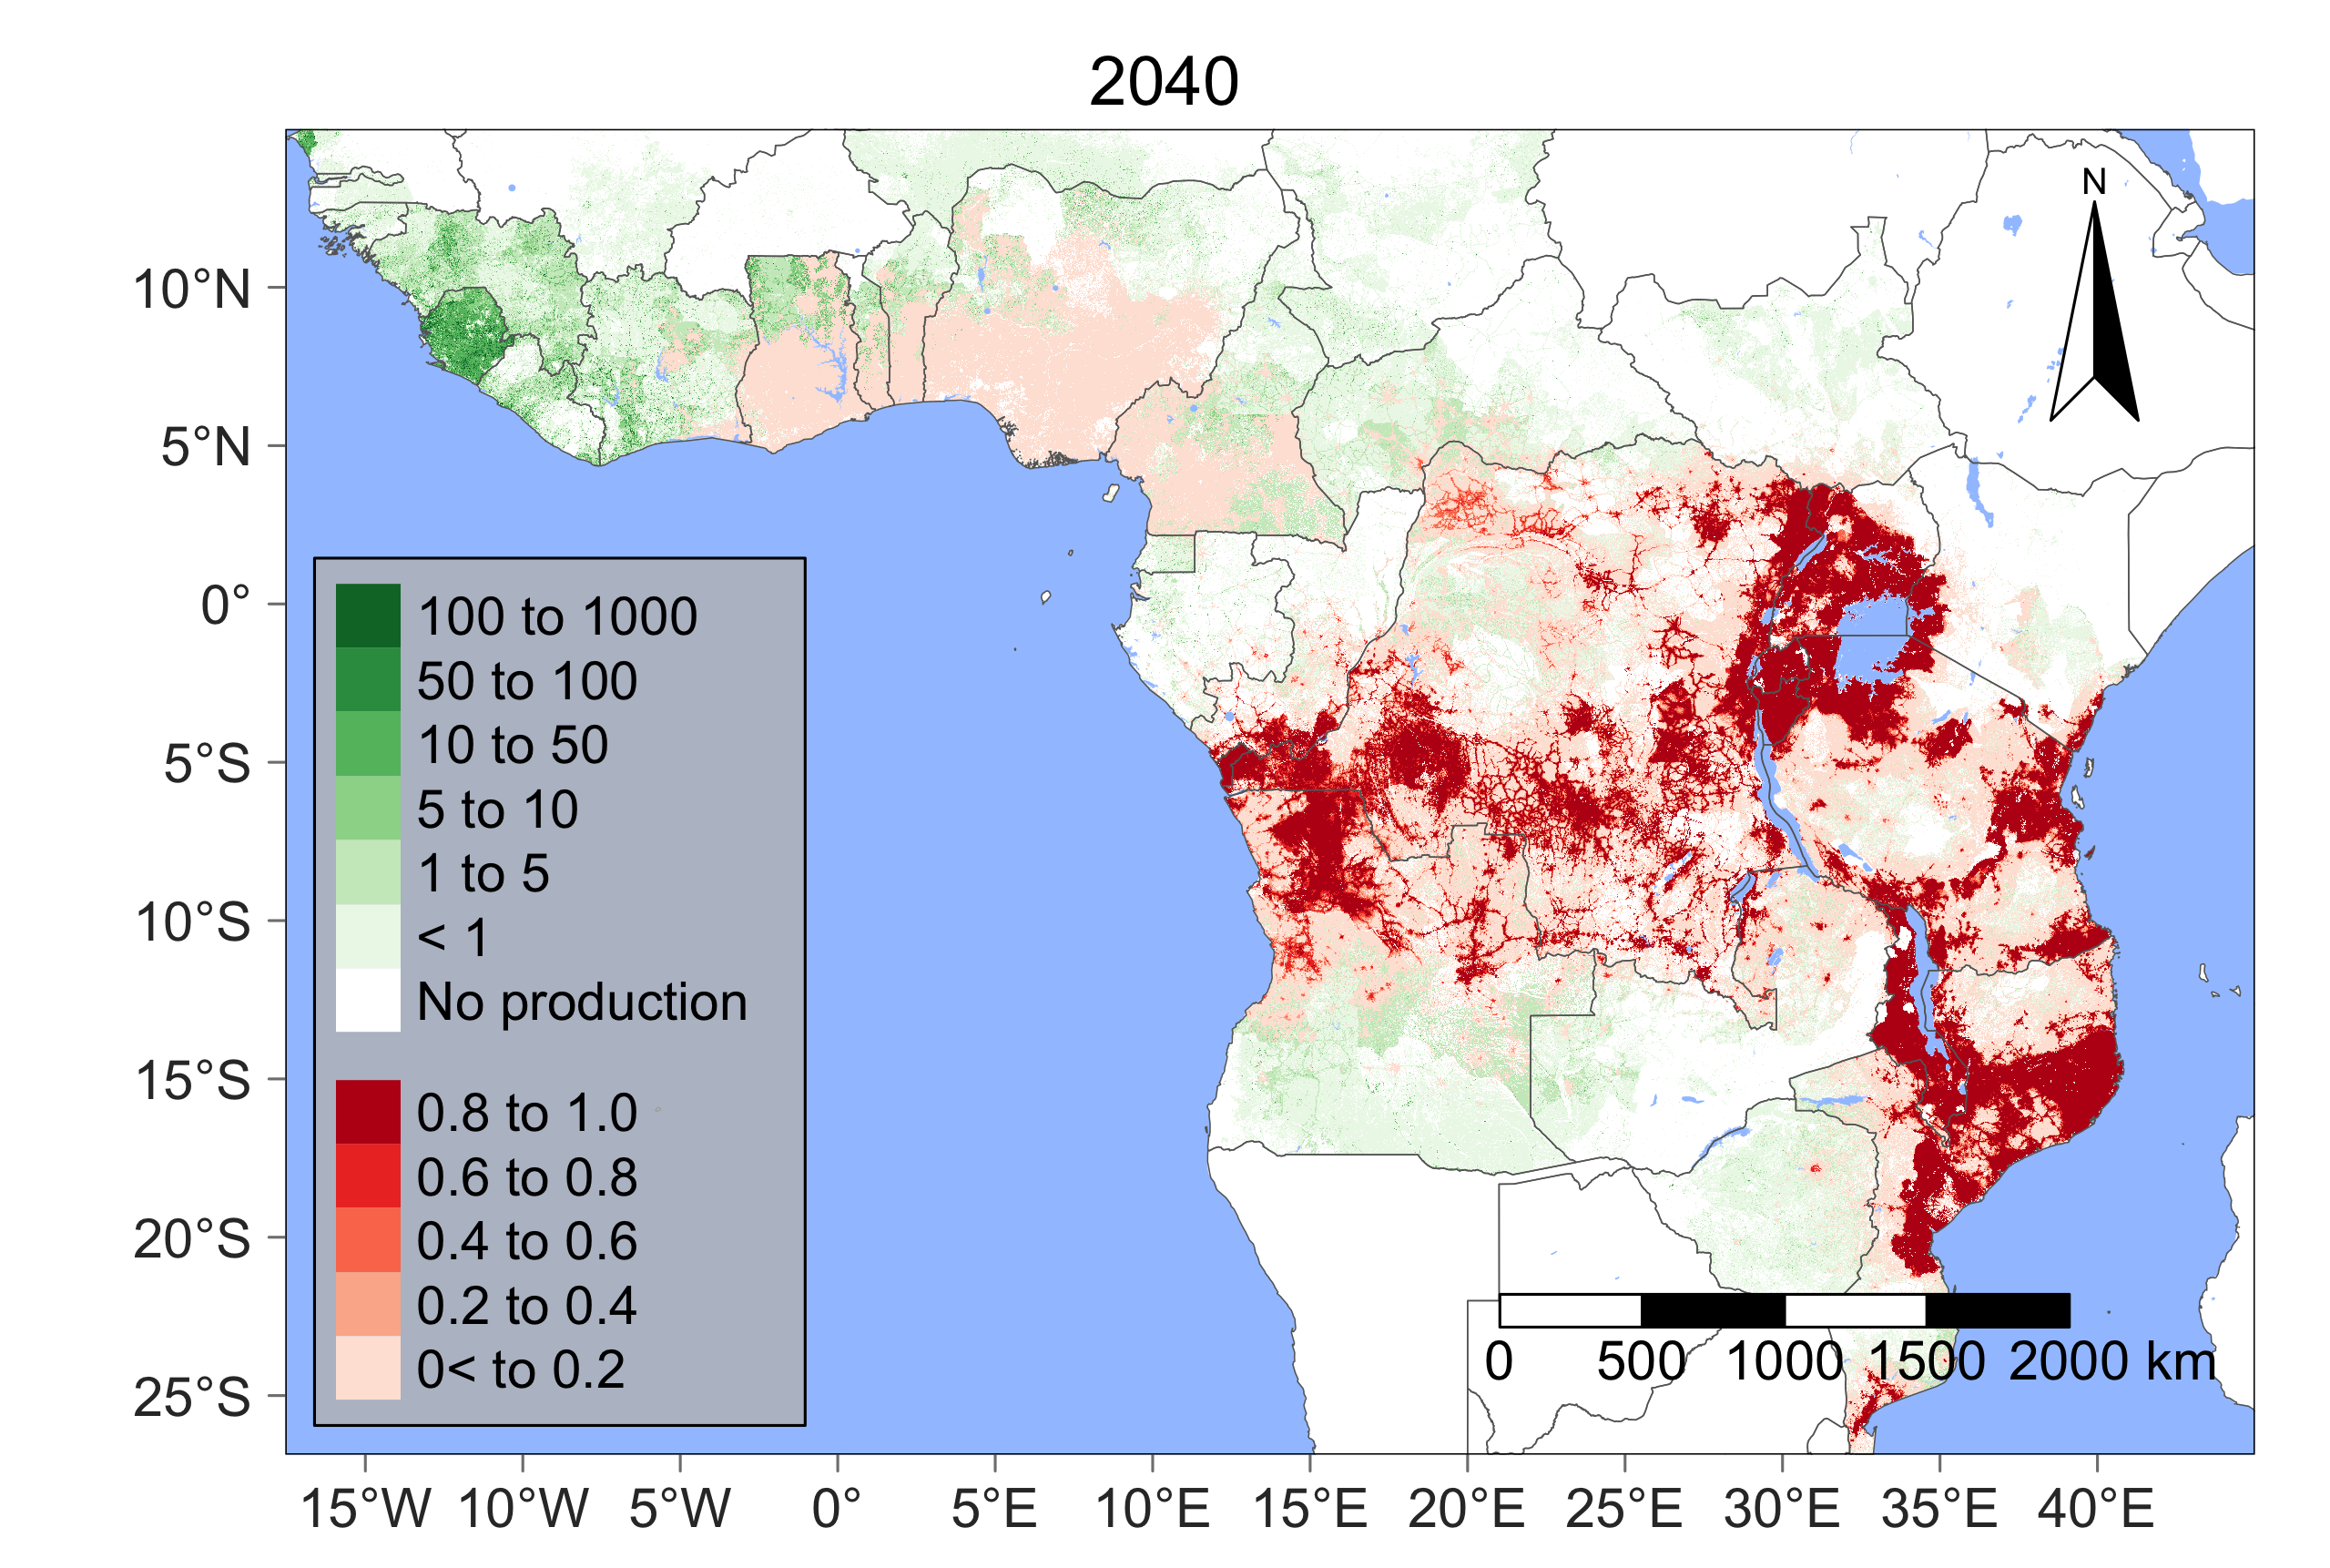 2040
N
10°N
5°N
0°
5°S
10°S
15°S
20°S
25°S
100 to 1000
50 to 100
10 to 50
5 to 10
1 to 5
< 1
No production
0.8 to 1.0
0.6 to 0.8
0.4 to 0.6
0.2 to 0.4
0< to 0.2
0 500 1000 1500 2000 km
15°W 10°W 5°W 0° 5°E 10°E 15°E 20°E 25°E 30°E 35°E 40°E